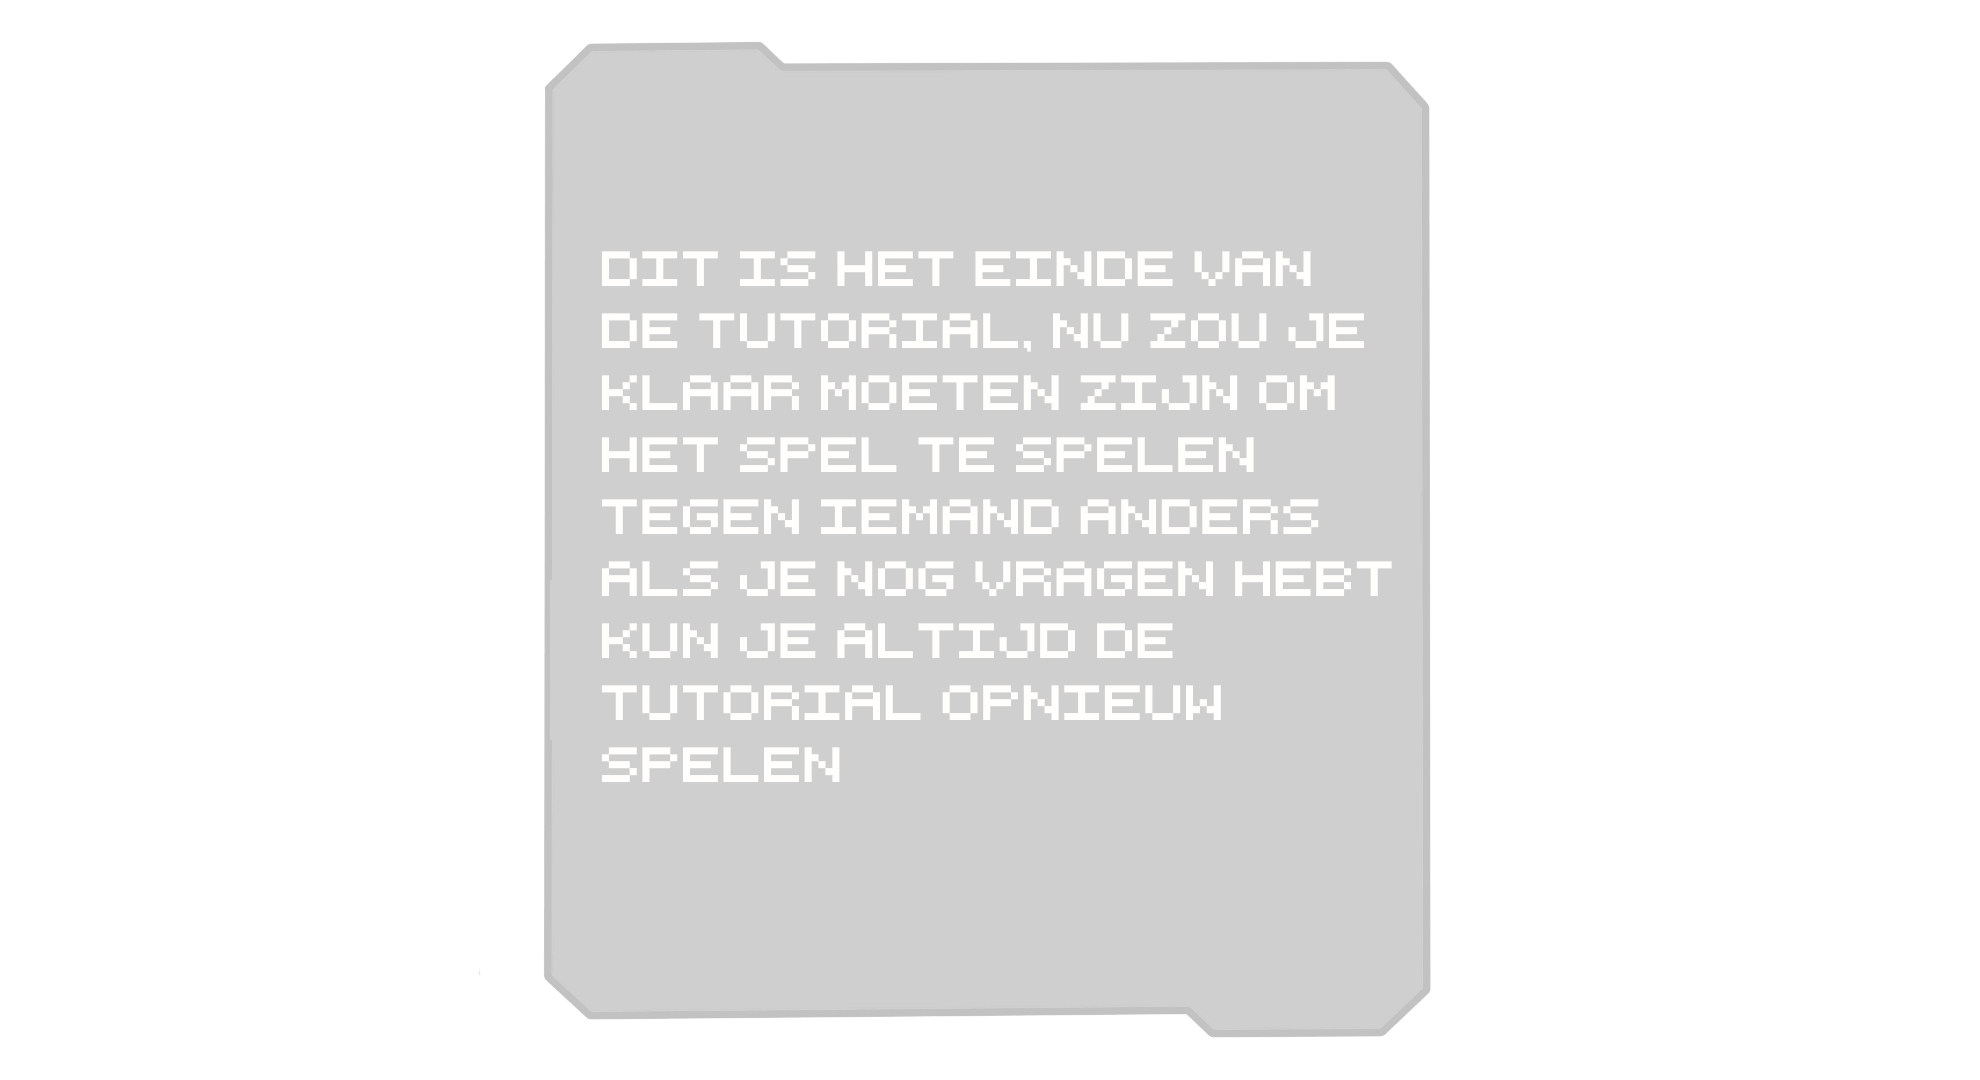 DIT IS HET EINDE VAN
DE TUTORIAL, NU ZOU JE
KLAAR MOETEN ZIJN OM
HET SPEL TE SPELEN
TEGEN IEMAND ANDERS
ALS JE NOG VRAGEN HEBT
KUN JE ALTIJD DE
TUTORIAL OPNIEUW
SPELEN